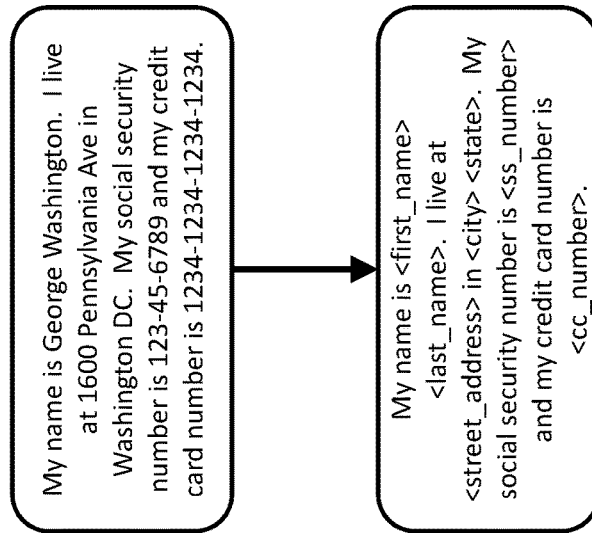 My name is George Washington. I live
at 1600 Pennsylvania Ave in
Washington DC. My social security
number is 123-45-6789 and my credit
card number is 1234-1234-1234-1234.
My name is <first_name>
<last_name>. I live at
<street_address> in <city> <state>. My
social security number is <ss_number>
and my credit card number is
<cc_number>.